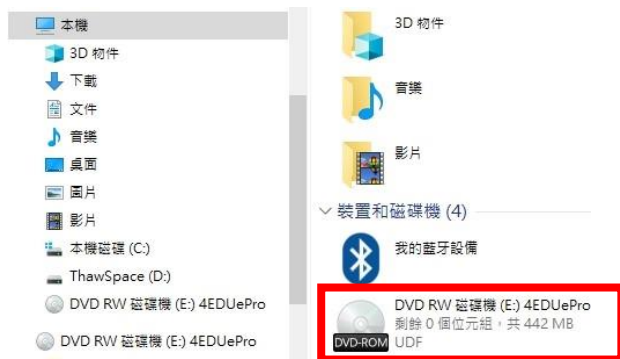 本機
3D 物件
下載
文件
音樂
桌面
圖片
影片
本機磁碟 (C:)
ThawSpace (D:)
DVD RW 磁碟機 (E:) 4EDUePro
DVD RW 磁碟機 (E:) 4EDUePro
3D 物件
音樂
影片
裝置和磁碟機 (4)
我的藍牙設備
DVD RW 磁碟機 (E:) 4EDUePro
剩餘 0 個位元組，共 442 MB
DVD-ROM UDF